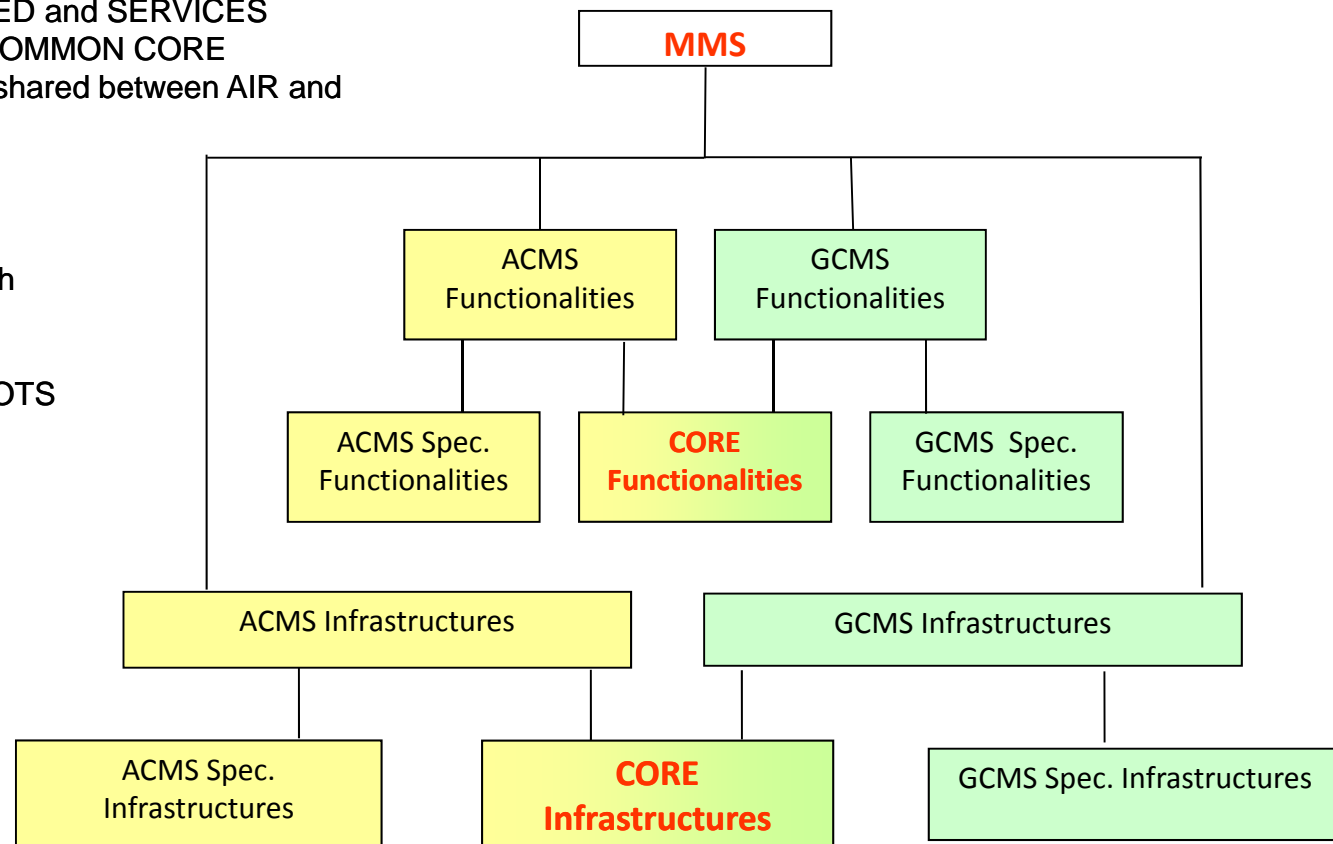 ED and SERVICES
OMMON CORE
shared between AIR and
h
OTS
MMS
ACMS
Functionalities
GCMS
Functionalities
ACMS Spec.
Functionalities
CORE
Functionalities
GCMS Spec.
Functionalities
ACMS Infrastructures
GCMS Infrastructures
ACMS Spec.
Infrastructures
CORE
Infrastructures
GCMS Spec. Infrastructures